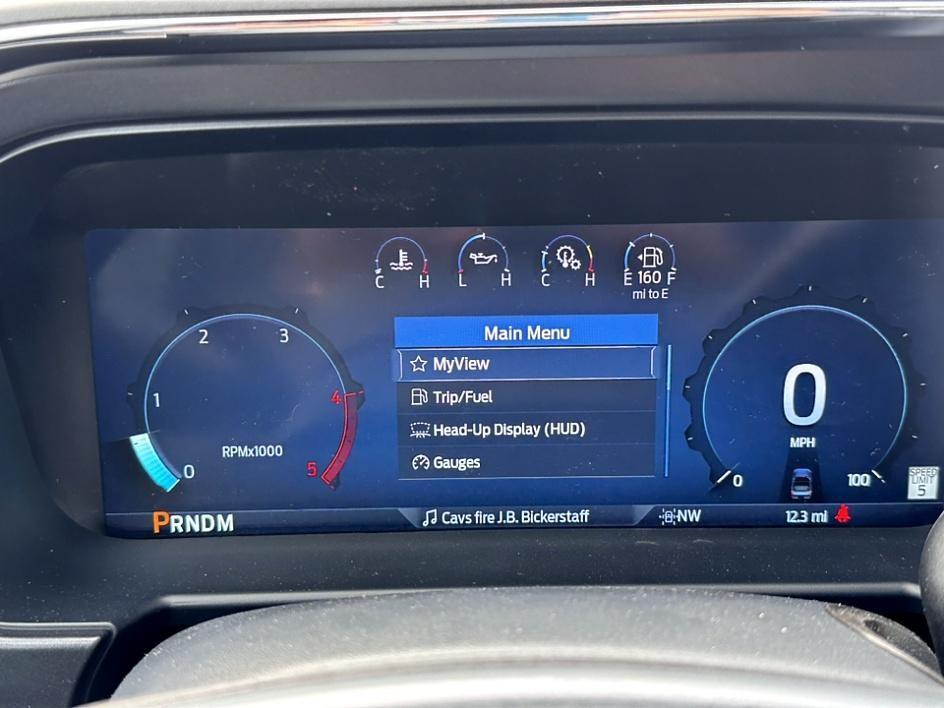 C H
L H
C H
E 160 F
mi to E
Main Menu
MyView
Trip/Fuel
Head-Up Display (HUD)
Gauges
0
1
2
3
4
5
RPMx1000
0
MPH
0
100
SPEED
LIMIT
5
PRNDM
Cavs fire J.B. Bickerstaff
NW
12.3 mi